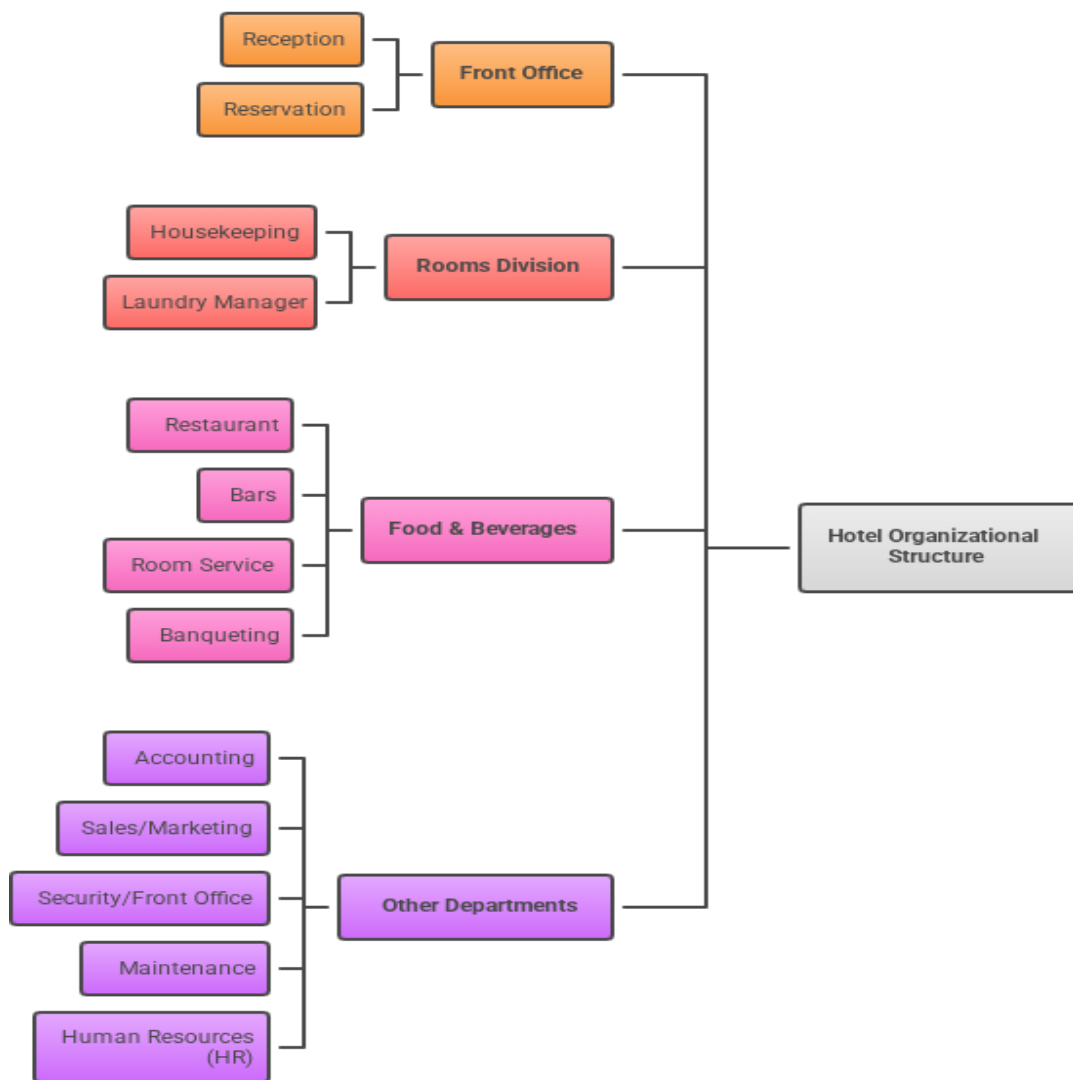 Reception
Front Office
Reservation
Housekeeping
Rooms Division
Laundry Manager
Restaurant
Bars
Food & Beverages
Room Service
Banqueting
Hotel Organizational
Structure
Accounting
Sales/Marketing
Security/Front Office
Other Departments
Maintenance
Human Resources
(HR)